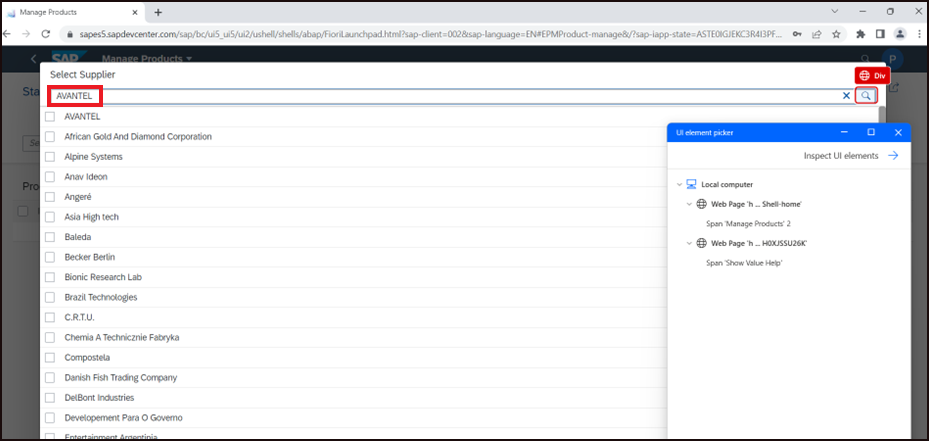 Manage Products
sapes5.sapdevcenter.com/sap/bc/ui5_ui5/ui2/ushell/shells/abap/FioriLaunchpad.html?sap-client=002&sap-language=EN#EPMProduct-manage&/?sap-iapp-state=ASTE0IGJEKC3R4I3PF...
SAP Manage Products P
Select Supplier
Div
AVANTEL
AVANTEL
African Gold And Diamond Corporation
Alpine Systems
Anav Ideon
Angeré
Asia High tech
Baleda
Becker Berlin
Bionic Research Lab
Brazil Technologies
C.R.T.U.
Chemia A Technicznie Fabryka
Compostela
Danish Fish Trading Company
DelBont Industries
Developement Para O Governo
Entertainment Argentinia
Sta
Se
Pro
UI element picker
Inspect UI elements
Local computer
Web Page 'h ... Shell-home'
Span 'Manage Products' 2
Web Page 'h ... H0XJSSU26K'
Span 'Show Value Help'